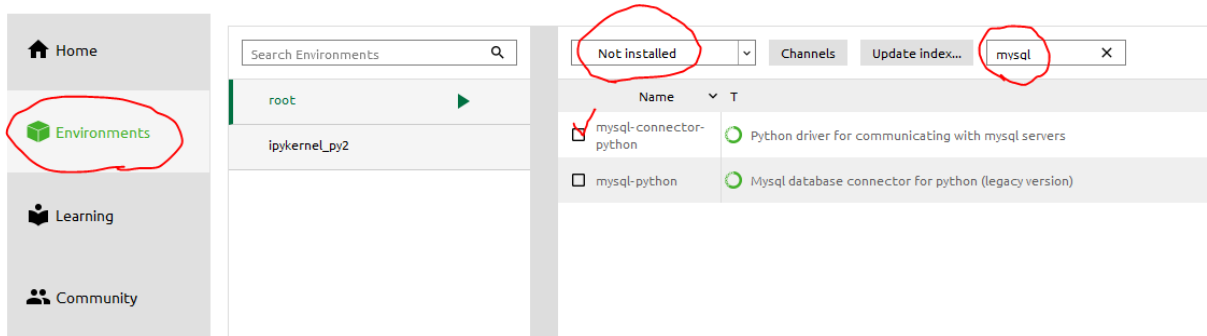 Home
Environments
Learning
Community
Search Environments
root
ipykernel_py2
Not installed
Channels
Update index...
mysql
Name
T
mysql-connector-
python
Python driver for communicating with mysql servers
mysql-python
Mysql database connector for python (legacy version)